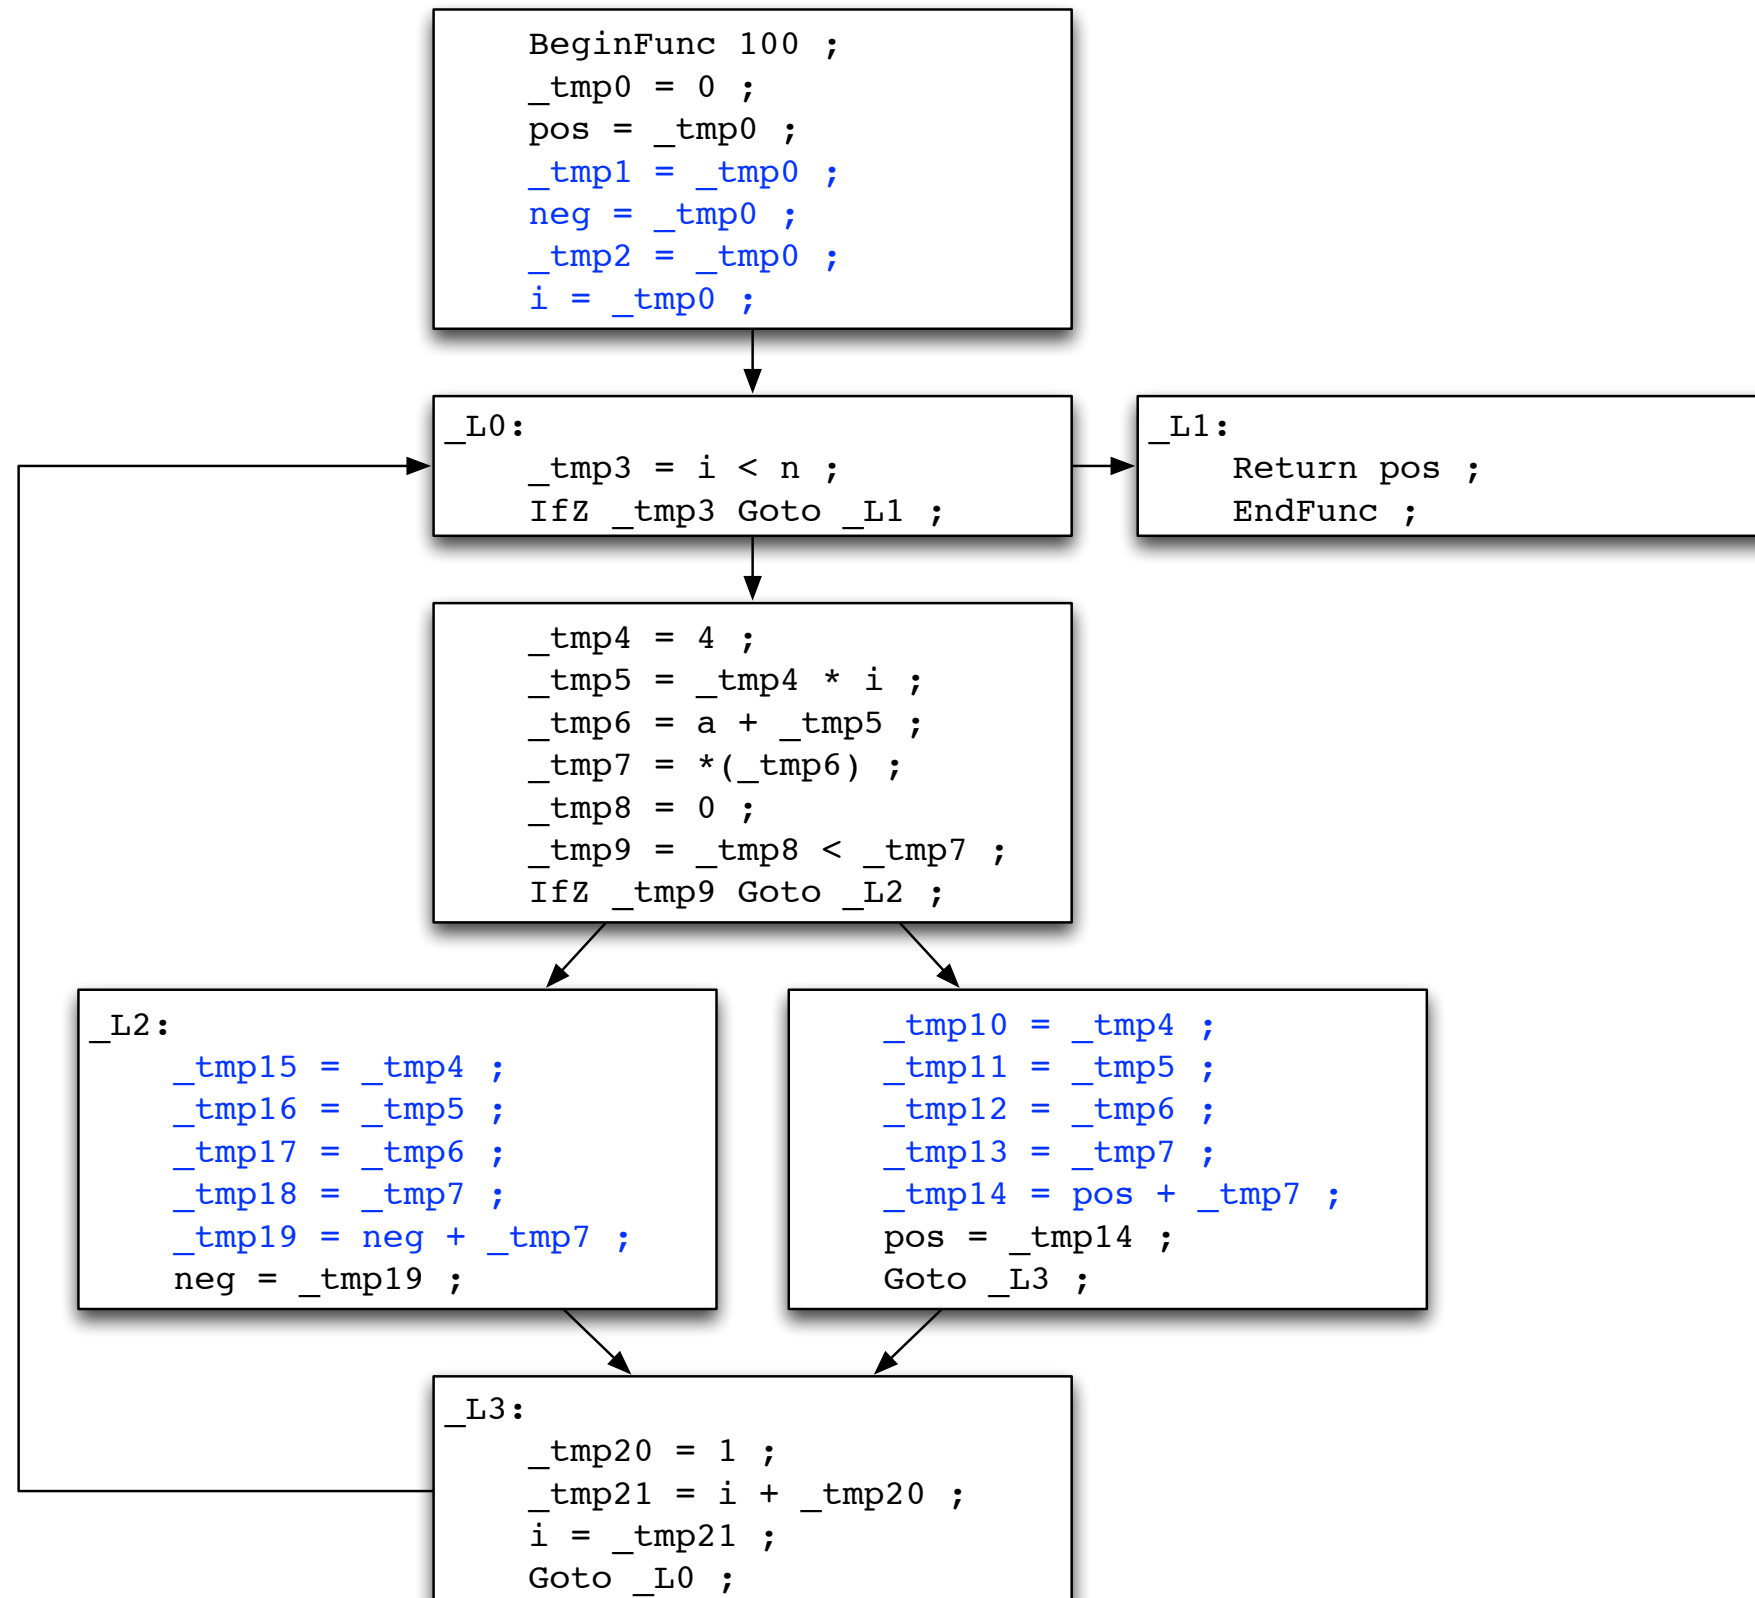 BeginFunc 100 ;
_tmp0 = 0 ;
pos = _tmp0 ;
_tmp1 = _tmp0 ;
neg = _tmp0 ;
_tmp2 = _tmp0 ;
i = _tmp0 ;
_L0:
_tmp3 = i < n ;
IfZ _tmp3 Goto _L1 ;
_L1:
Return pos ;
EndFunc ;
_tmp4 = 4 ;
_tmp5 = _tmp4 * i ;
_tmp6 = a + _tmp5 ;
_tmp7 = *(_tmp6) ;
_tmp8 = 0 ;
_tmp9 = _tmp8 < _tmp7 ;
IfZ _tmp9 Goto _L2 ;
_L2:
_tmp15 = _tmp4 ;
_tmp16 = _tmp5 ;
_tmp17 = _tmp6 ;
_tmp18 = _tmp7 ;
_tmp19 = neg + _tmp7 ;
neg = _tmp19 ;
_tmp10 = _tmp4 ;
_tmp11 = _tmp5 ;
_tmp12 = _tmp6 ;
_tmp13 = _tmp7 ;
_tmp14 = pos + _tmp7 ;
pos = _tmp14 ;
Goto _L3 ;
_L3:
_tmp20 = 1 ;
_tmp21 = i + _tmp20 ;
i = _tmp21 ;
Goto _L0 ;